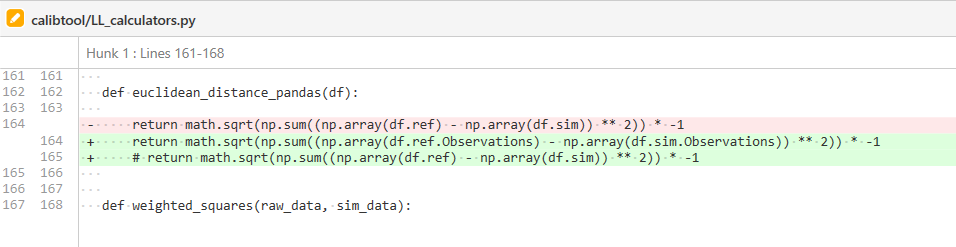 calibtool/LL_calculators.py
Hunk 1 : Lines 161-168
161 161
162 162 def euclidean_distance_pandas(df):
163 163
164 - return math.sqrt(np.sum((np.array(df.ref) - np.array(df.sim)) ** 2)) * -1
164 + return math.sqrt(np.sum((np.array(df.ref.Observations) - np.array(df.sim.Observations)) ** 2)) * -1
165 + # return math.sqrt(np.sum((np.array(df.ref) - np.array(df.sim)) ** 2)) * -1
165 166
166 167
167 168 def weighted_squares(raw_data, sim_data):